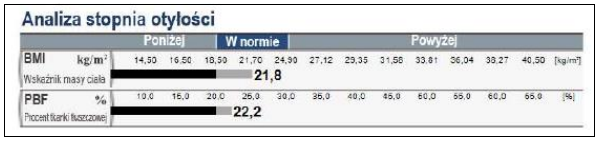 Analiza stopnia otyłości
Poniżej W normie Powyżej
BMI kg/m² 14,50 16,50 18,50 21,70 24,90 27,12 29,35 31,58 33,81 36,04 38,27 40,50 [kg/m²]
Wskaźnik masy ciała 21,8
PBF % 10,0 15,0 20,0 25,0 30,0 35,0 40,0 45,0 50,0 55,0 60,0 65,0 [%]
Procent tkanki tłuszczowej 22,2